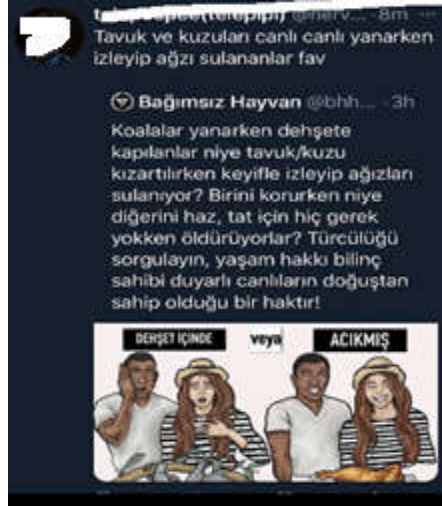 8m
Tavuk ve kuzuları canlı canlı yanarken
izleyip ağzı sulananlar fav
Bağımsız Hayvan @bhh... · 3h
Koalalar yanarken dehşete
kapılanlar niye tavuk/kuzu
kızartılırken keyifle izleyip ağızları
sulanıyor? Birini korurken niye
diğerini haz, tat için hiç gerek
yokken öldürüyorlar? Türcülüğü
sorgulayın, yaşam hakkı bilinç
sahibi duyarlı canlıların doğuştan
sahip olduğu bir haktır!
DEHŞET İÇİNDE veya ACIKMIŞ